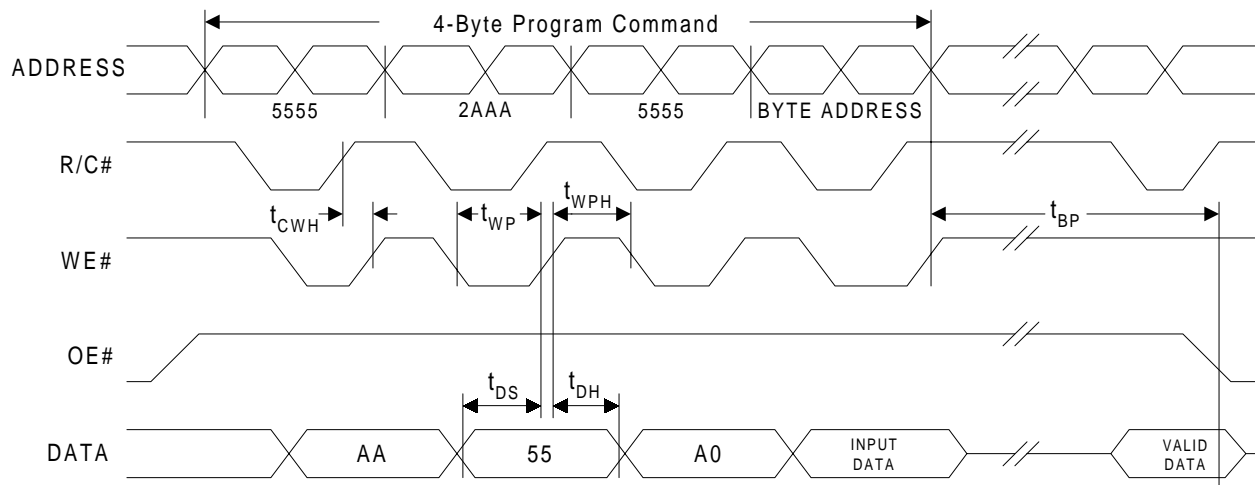 4-Byte Program Command
ADDRESS
5555 2AAA 5555 BYTE ADDRESS
R/C#
tCWH tWP tWPH tBP
WE#
OE#
tDS tDH
DATA AA 55 A0 INPUT DATA VALID DATA